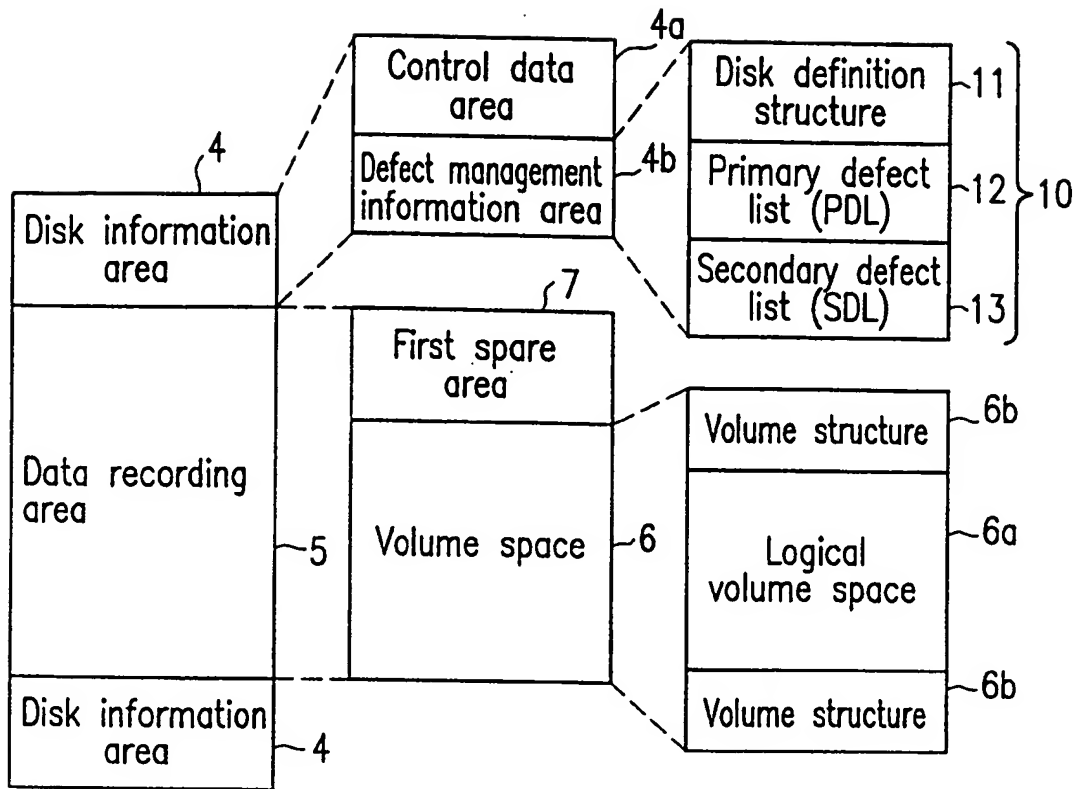 4
Disk information
area
Data recording
area
5
Disk information
area
4
4a
Control data
area
Defect management
information area
4b
7
First spare
area
Volume space
6
Disk definition
structure
11
Primary defect
list (PDL)
12
10
Secondary defect
list (SDL)
13
Volume structure
6b
Logical
volume space
6a
Volume structure
6b